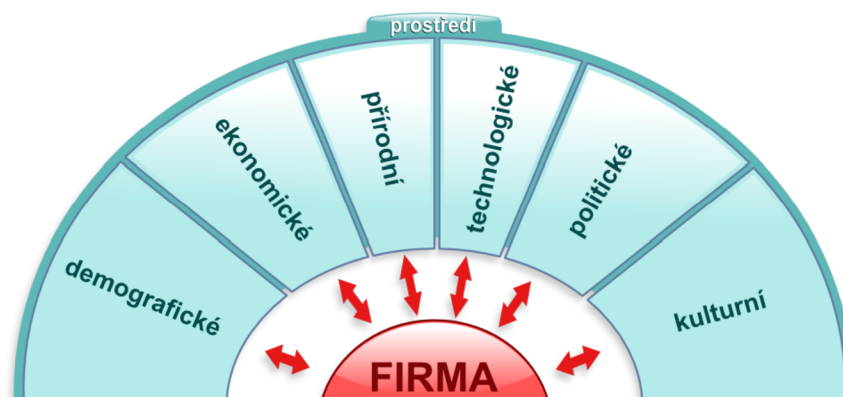 prostředí
demografické
ekonomické
přírodní
technologické
politické
kulturní
FIRMA